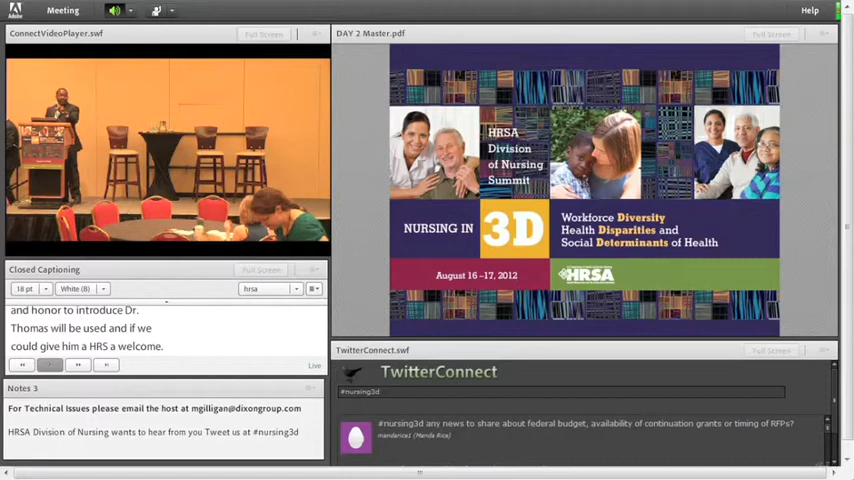 Adobe
Meeting
Help
ConnectVideoPlayer.swf
Full Screen
DAY 2 Master.pdf
Full Screen
HRSA
Division
of Nursing
Summit
NURSING IN
3D
Workforce Diversity
Health Disparities and
Social Determinants of Health
August 16–17, 2012
HRSA
Closed Captioning
Full Screen
18 pt
White (B)
hrsa
and honor to introduce Dr.
Thomas will be used and if we
could give him a HRS a welcome.
Live
Notes 3
For Technical Issues please email the host at mgilligan@dixongroup.com
HRSA Division of Nursing wants to hear from you Tweet us at #nursing3d
TwitterConnect.swf
Full Screen
TwitterConnect
#nursing3d
#nursing3d any news to share about federal budget, availability of continuation grants or timing of RFPs?
mandarice1 (Manda Rice)